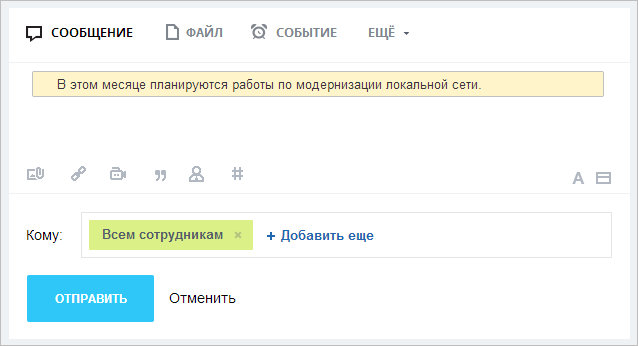 СООБЩЕНИЕ ФАЙЛ СОБЫТИЕ ЕЩЁ
В этом месяце планируются работы по модернизации локальной сети.
A
Кому: Всем сотрудникам × + Добавить еще
ОТПРАВИТЬ Отменить